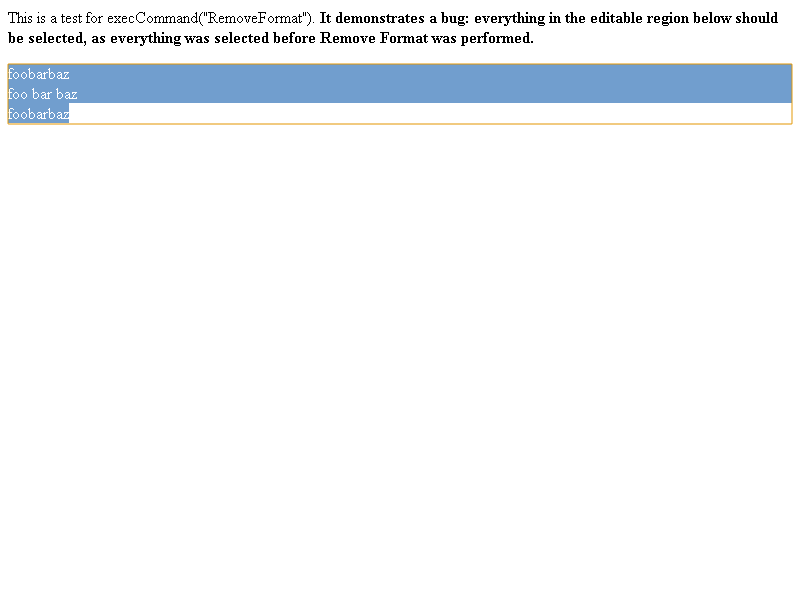 This is a test for execCommand("RemoveFormat"). It demonstrates a bug: everything in the editable region below should
be selected, as everything was selected before Remove Format was performed.
foobarbaz
foo bar baz
foobarbaz